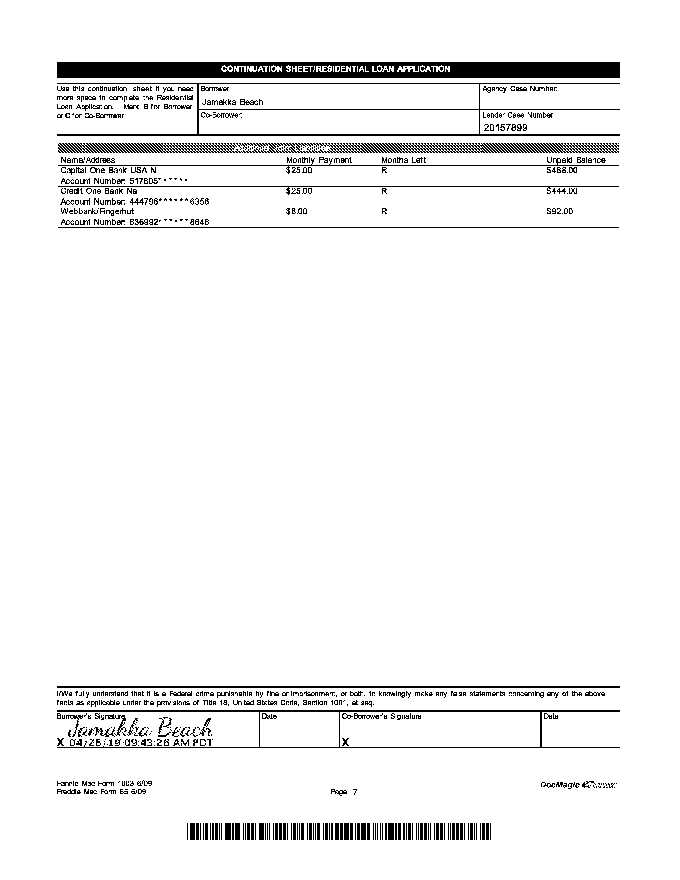 CONTINUATION SHEET/RESIDENTIAL LOAN APPLICATION
Use this continuation sheet if you need
more space to complete the Residential
Loan Application. Mark B for Borrower
or C for Co-Borrower.
Borrower:
Jamakka Beach
Agency Case Number:
Co-Borrower:
Lender Case Number:
20157899
Additional Joint Liabilities
Name/Address Monthly Payment Months Left Unpaid Balance
Capital One Bank USA N $25.00 R
Account Number: 517805******
Credit One Bank Na $25.00 R $444.00
Account Number: 444796******6356
Webbank/Fingerhut $8.00 R $92.00
Account Number: 636992******8646
I/We fully understand that it is a Federal crime punishable by fine or imprisonment, or both, to knowingly make any false statements concerning any of the above
facts as applicable under the provisions of Title 18, United States Code, Section 1001, et seq.
Borrower's Signature Date Co-Borrower's Signature Date
Jamakka Beach
X 04/26/19 09:43:26 AM PDT X
Fannie Mae Form 1003 6/09
Freddie Mac Form 65 6/09
Page 7
DocMagic